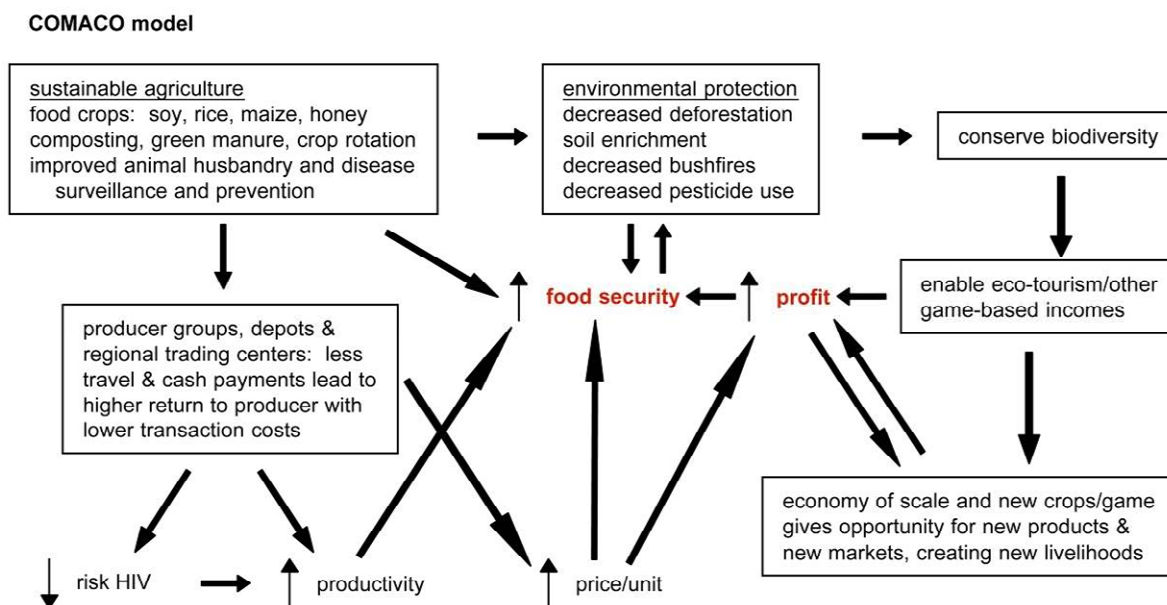 COMACO model
sustainable agriculture
food crops: soy, rice, maize, honey
composting, green manure, crop rotation
improved animal husbandry and disease
surveillance and prevention
environmental protection
decreased deforestation
soil enrichment
decreased bushfires
decreased pesticide use
conserve biodiversity
food security
profit
enable eco-tourism/other
game-based incomes
producer groups, depots &
regional trading centers: less
travel & cash payments lead to
higher return to producer with
lower transaction costs
economy of scale and new crops/game
gives opportunity for new products &
new markets, creating new livelihoods
risk HIV
productivity
price/unit